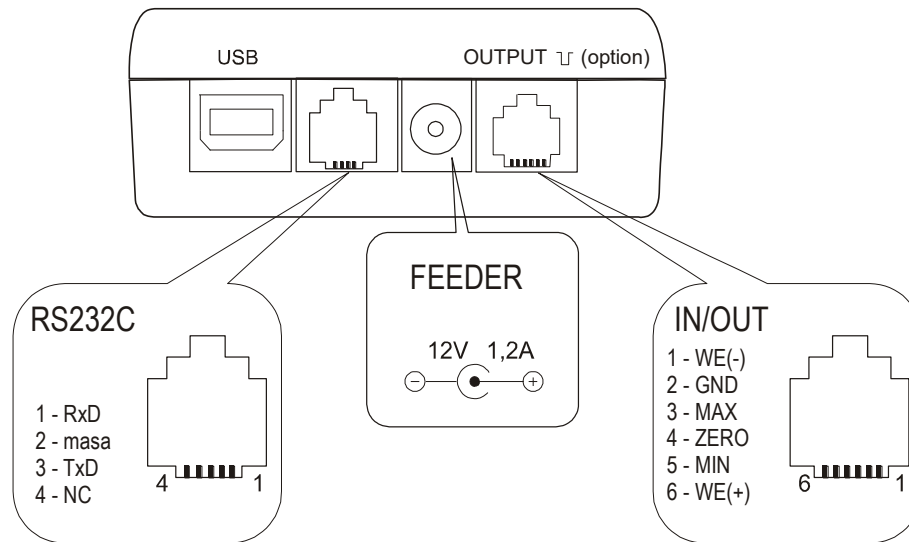 USB
OUTPUT (option)
RS232C
1 - RxD
2 - masa
3 - TxD
4 - NC
4 1
FEEDER
12V 1,2A
IN/OUT
1 - WE(-)
2 - GND
3 - MAX
4 - ZERO
5 - MIN
6 - WE(+)
6 1